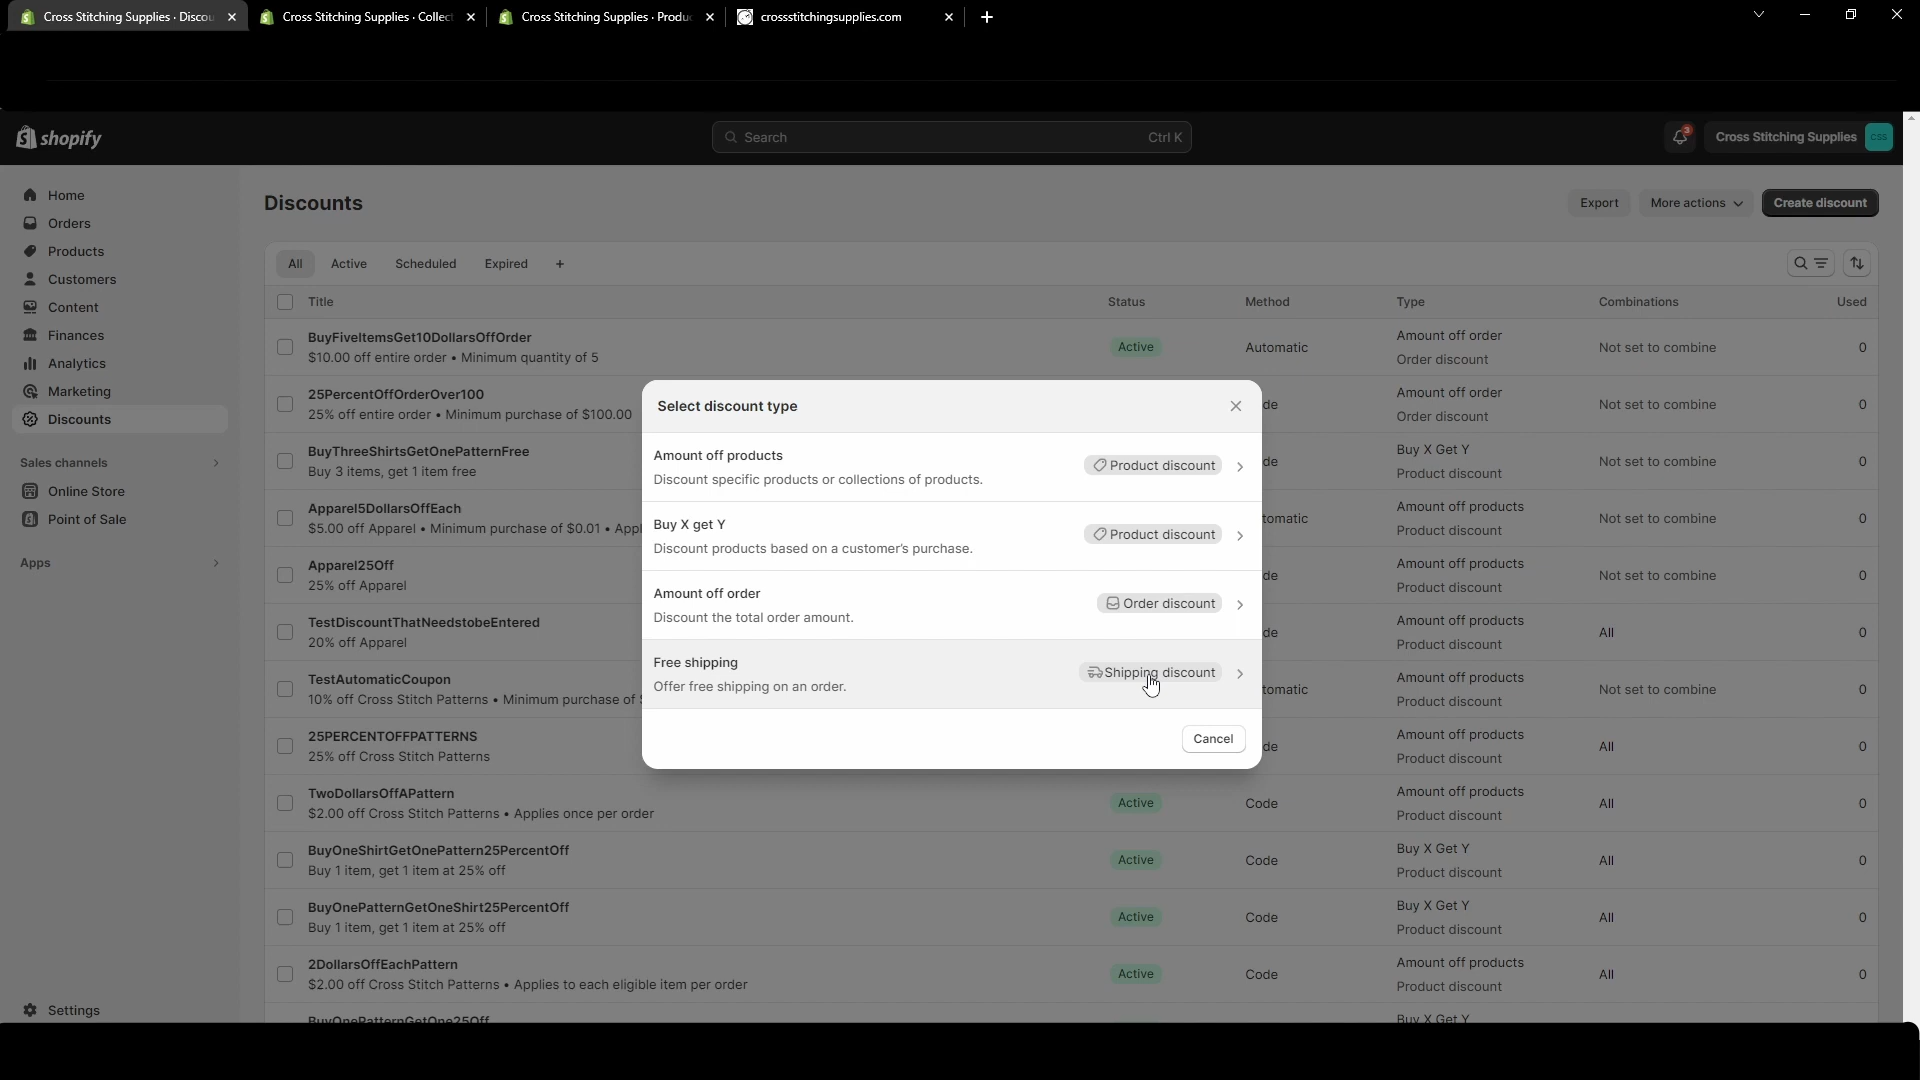 Cross Stitching Supplies · Discou
Cross Stitching Supplies · Collec
Cross Stitching Supplies · Produc
crossstitchingsupplies.com
shopify
Search
Ctrl K
3
Cross Stitching Supplies
CSS
Home
Orders
Products
Customers
Content
Finances
Analytics
Marketing
Discounts
Sales channels
Online Store
Point of Sale
Apps
Settings
Discounts
Export
More actions
Create discount
All
Active
Scheduled
Expired
+
Title
Status
Method
Type
Combinations
Used
BuyFiveItemsGet10DollarsOffOrder
$10.00 off entire order • Minimum quantity of 5
Active
Automatic
Amount off order
Order discount
Not set to combine
0
25PercentOffOrderOver100
25% off entire order • Minimum purchase of $100.00
de
Amount off order
Order discount
Not set to combine
0
BuyThreeShirtsGetOnePatternFree
Buy 3 items, get 1 item free
de
Buy X Get Y
Product discount
Not set to combine
0
Apparel5DollarsOffEach
$5.00 off Apparel • Minimum purchase of $0.01 • Appl
tomatic
Amount off products
Product discount
Not set to combine
0
Apparel25Off
25% off Apparel
de
Amount off products
Product discount
Not set to combine
0
TestDiscountThatNeedstobeEntered
20% off Apparel
de
Amount off products
Product discount
All
0
TestAutomaticCoupon
10% off Cross Stitch Patterns • Minimum purchase of
tomatic
Amount off products
Product discount
Not set to combine
0
25PERCENTOFFPATTERNS
25% off Cross Stitch Patterns
de
Amount off products
Product discount
All
0
TwoDollarsOffAPattern
$2.00 off Cross Stitch Patterns • Applies once per order
Active
Code
Amount off products
Product discount
All
0
BuyOneShirtGetOnePattern25PercentOff
Buy 1 item, get 1 item at 25% off
Active
Code
Buy X Get Y
Product discount
All
0
BuyOnePatternGetOneShirt25PercentOff
Buy 1 item, get 1 item at 25% off
Active
Code
Buy X Get Y
Product discount
All
0
2DollarsOffEachPattern
$2.00 off Cross Stitch Patterns • Applies to each eligible item per order
Active
Code
Amount off products
Product discount
All
0
BuyOnePatternGetOne25Off
Buy X Get Y
Select discount type
Amount off products
Discount specific products or collections of products.
Product discount
Buy X get Y
Discount products based on a customer's purchase.
Product discount
Amount off order
Discount the total order amount.
Order discount
Free shipping
Offer free shipping on an order.
Shipping discount
Cancel